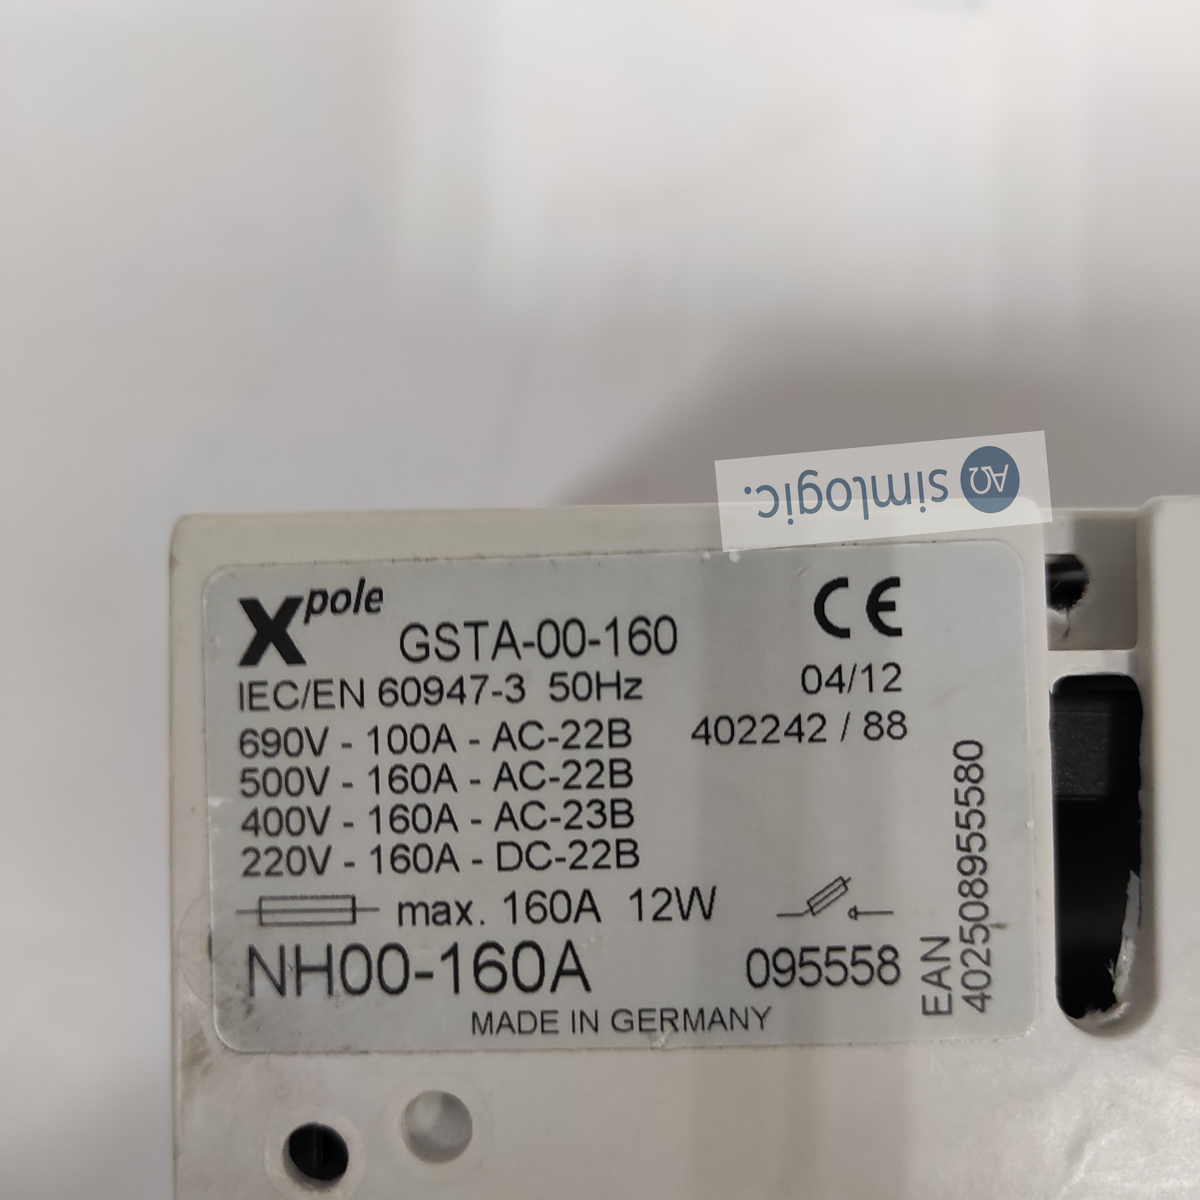 simlogic.
Xpole
GSTA-00-160
CE
IEC/EN 60947-3 50Hz
04/12
690V - 100A - AC-22B
402242 / 88
500V - 160A - AC-22B
400V - 160A - AC-23B
220V - 160A - DC-22B
max. 160A 12W
NH00-160A
095558
MADE IN GERMANY
EAN
402508955580